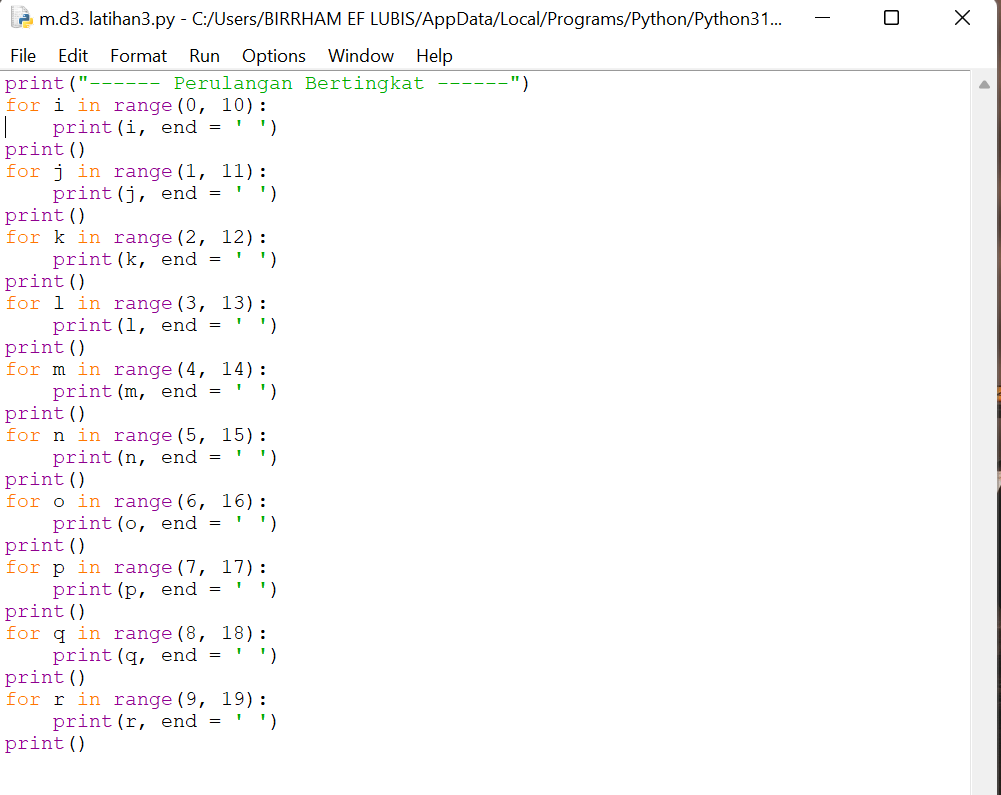 m.d3. latihan3.py - C:/Users/BIRRHAM EF LUBIS/AppData/Local/Programs/Python/Python31...
File Edit Format Run Options Window Help
print("------ Perulangan Bertingkat ------")
for i in range(0, 10):
    print(i, end = ' ')
print()
for j in range(1, 11):
    print(j, end = ' ')
print()
for k in range(2, 12):
    print(k, end = ' ')
print()
for l in range(3, 13):
    print(l, end = ' ')
print()
for m in range(4, 14):
    print(m, end = ' ')
print()
for n in range(5, 15):
    print(n, end = ' ')
print()
for o in range(6, 16):
    print(o, end = ' ')
print()
for p in range(7, 17):
    print(p, end = ' ')
print()
for q in range(8, 18):
    print(q, end = ' ')
print()
for r in range(9, 19):
    print(r, end = ' ')
print()